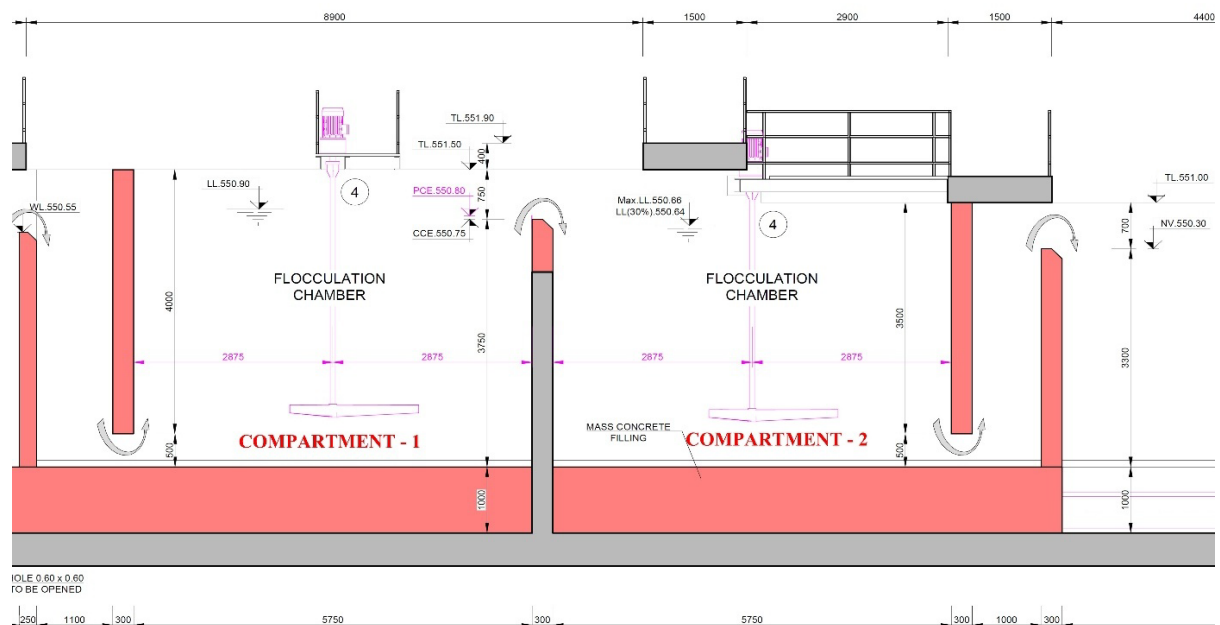 8900
1500
2900
1500
4400
TL.551.90
TL.551.50
400
4
LL.550.90
PCE.550.80
750
WL.550.55
CCE.550.75
Max.LL.550.66
LL(30%).550.64
4
TL.551.00
700
NV.550.30
FLOCCULATION
CHAMBER
FLOCCULATION
CHAMBER
4000
3750
3500
3300
2875
2875
2875
2875
MASS CONCRETE
FILLING
COMPARTMENT - 1
COMPARTMENT - 2
500
500
1000
1000
HOLE 0.60 x 0.60
TO BE OPENED
250
1100
300
5750
300
5750
300
1000
300